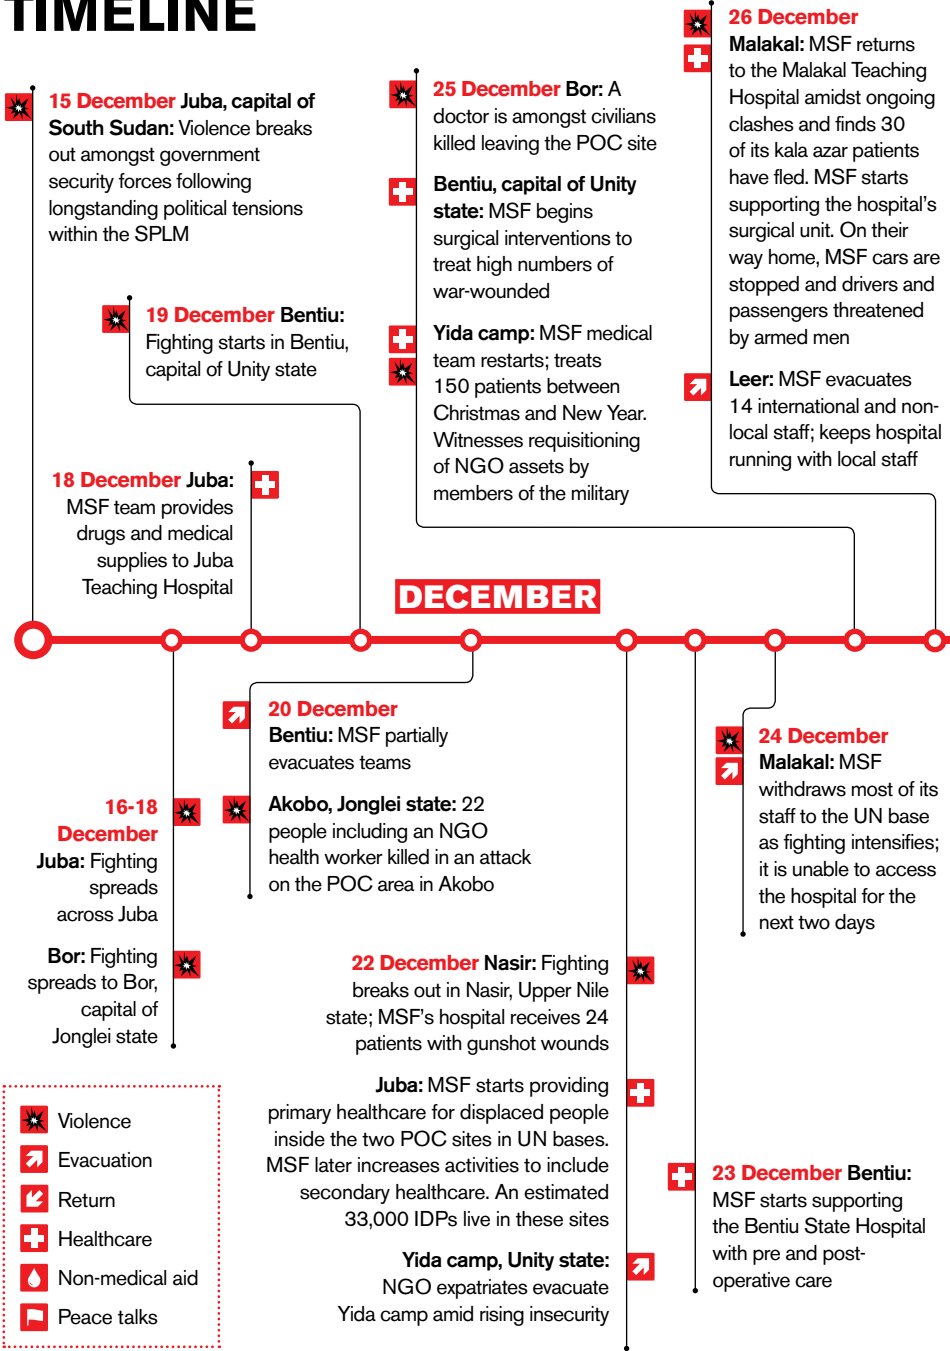 TIMELINE
15 December Juba, capital of
South Sudan: Violence breaks
out amongst government
security forces following
longstanding political tensions
within the SPLM
19 December Bentiu:
Fighting starts in Bentiu,
capital of Unity state
18 December Juba:
MSF team provides
drugs and medical
supplies to Juba
Teaching Hospital
25 December Bor: A
doctor is amongst civilians
killed leaving the POC site
Bentiu, capital of Unity
state: MSF begins
surgical interventions to
treat high numbers of
war-wounded
Yida camp: MSF medical
team restarts; treats
150 patients between
Christmas and New Year.
Witnesses requisitioning
of NGO assets by
members of the military
26 December
Malakal: MSF returns
to the Malakal Teaching
Hospital amidst ongoing
clashes and finds 30
of its kala azar patients
have fled. MSF starts
supporting the hospital's
surgical unit. On their
way home, MSF cars are
stopped and drivers and
passengers threatened
by armed men
Leer: MSF evacuates
14 international and non-
local staff; keeps hospital
running with local staff
DECEMBER
16-18
December
Juba: Fighting
spreads
across Juba
Bor: Fighting
spreads to Bor,
capital of
Jonglei state
20 December
Bentiu: MSF partially
evacuates teams
Akobo, Jonglei state: 22
people including an NGO
health worker killed in an attack
on the POC area in Akobo
22 December Nasir: Fighting
breaks out in Nasir, Upper Nile
state; MSF's hospital receives 24
patients with gunshot wounds
Juba: MSF starts providing
primary healthcare for displaced people
inside the two POC sites in UN bases.
MSF later increases activities to include
secondary healthcare. An estimated
33,000 IDPs live in these sites
Yida camp, Unity state:
NGO expatriates evacuate
Yida camp amid rising insecurity
24 December
Malakal: MSF
withdraws most of its
staff to the UN base
as fighting intensifies;
it is unable to access
the hospital for the
next two days
23 December Bentiu:
MSF starts supporting
the Bentiu State Hospital
with pre and post-
operative care
Violence
Evacuation
Return
Healthcare
Non-medical aid
Peace talks